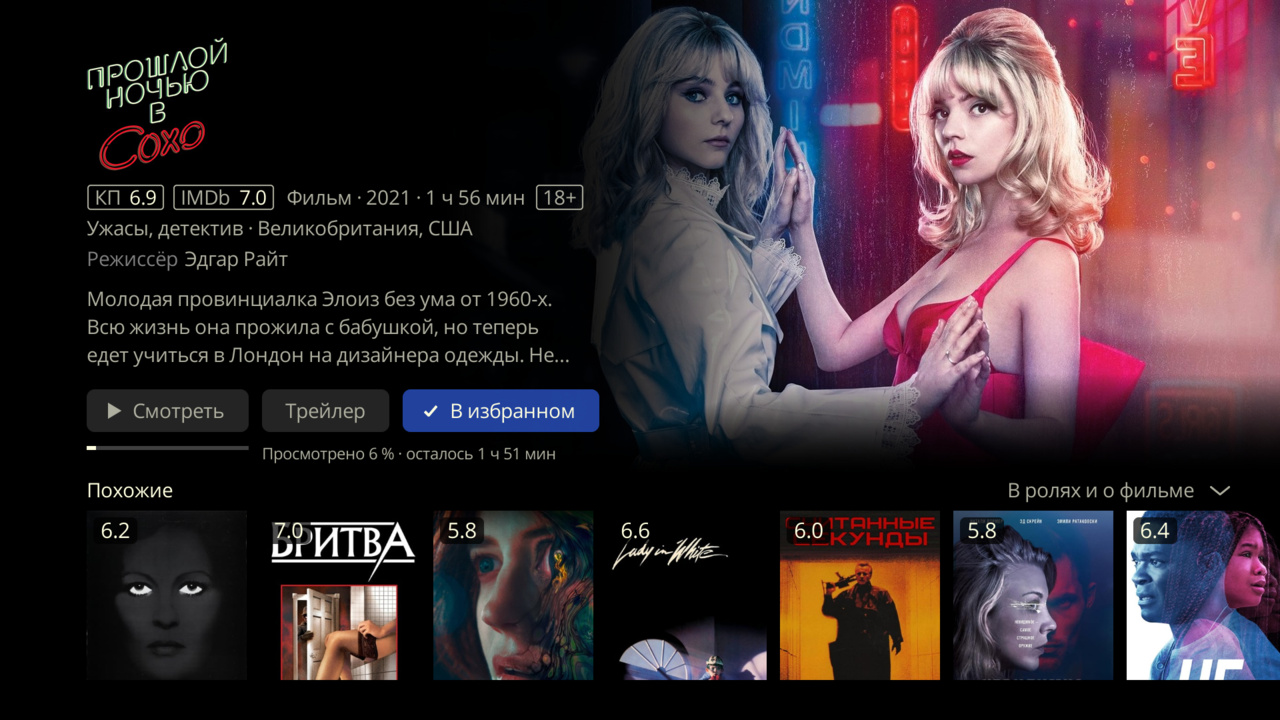 ПРОШЛОЙ
НОЧЬЮ
В
СОХО
КП 6.9 IMDb 7.0 Фильм · 2021 · 1 ч 56 мин 18+
Ужасы, детектив · Великобритания, США
Режиссёр Эдгар Райт
Молодая провинциалка Элоиз без ума от 1960-х.
Всю жизнь она прожила с бабушкой, но теперь
едет учиться в Лондон на дизайнера одежды. Не...
Смотреть Трейлер В избранном
Просмотрено 6 % · осталось 1 ч 51 мин
Похожие В ролях и о фильме
6.2 7.0 5.8 6.6 6.0 5.8 6.4
БРИТВА
Lady in White